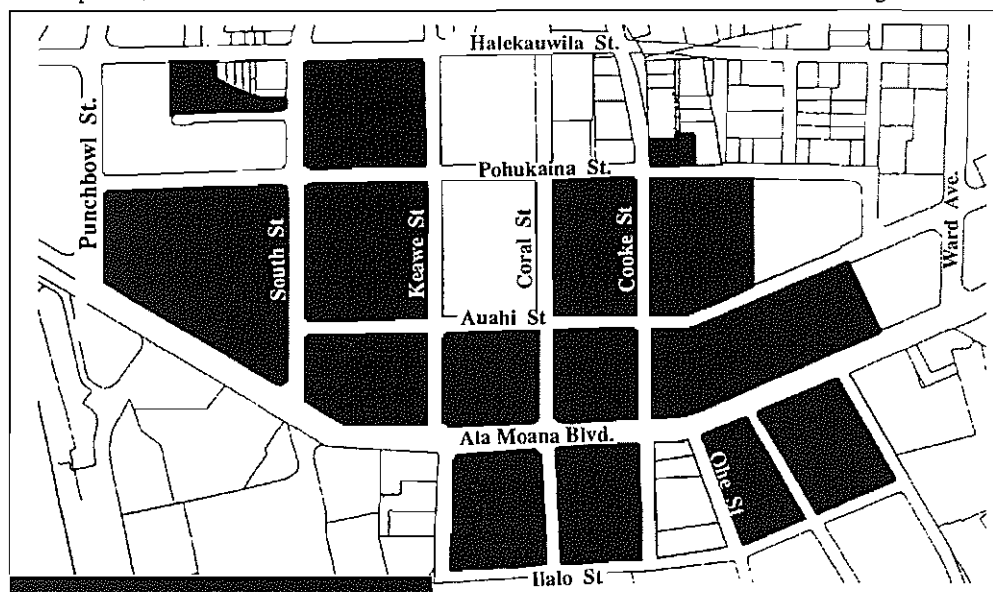 Halekauwila St.
Punchbowl St.
Pohukaina St.
South St
Keawe St
Coral St
Cooke St
Ward Ave.
Auahi St
Ala Moana Blvd.
Ohe St
Ilalo St